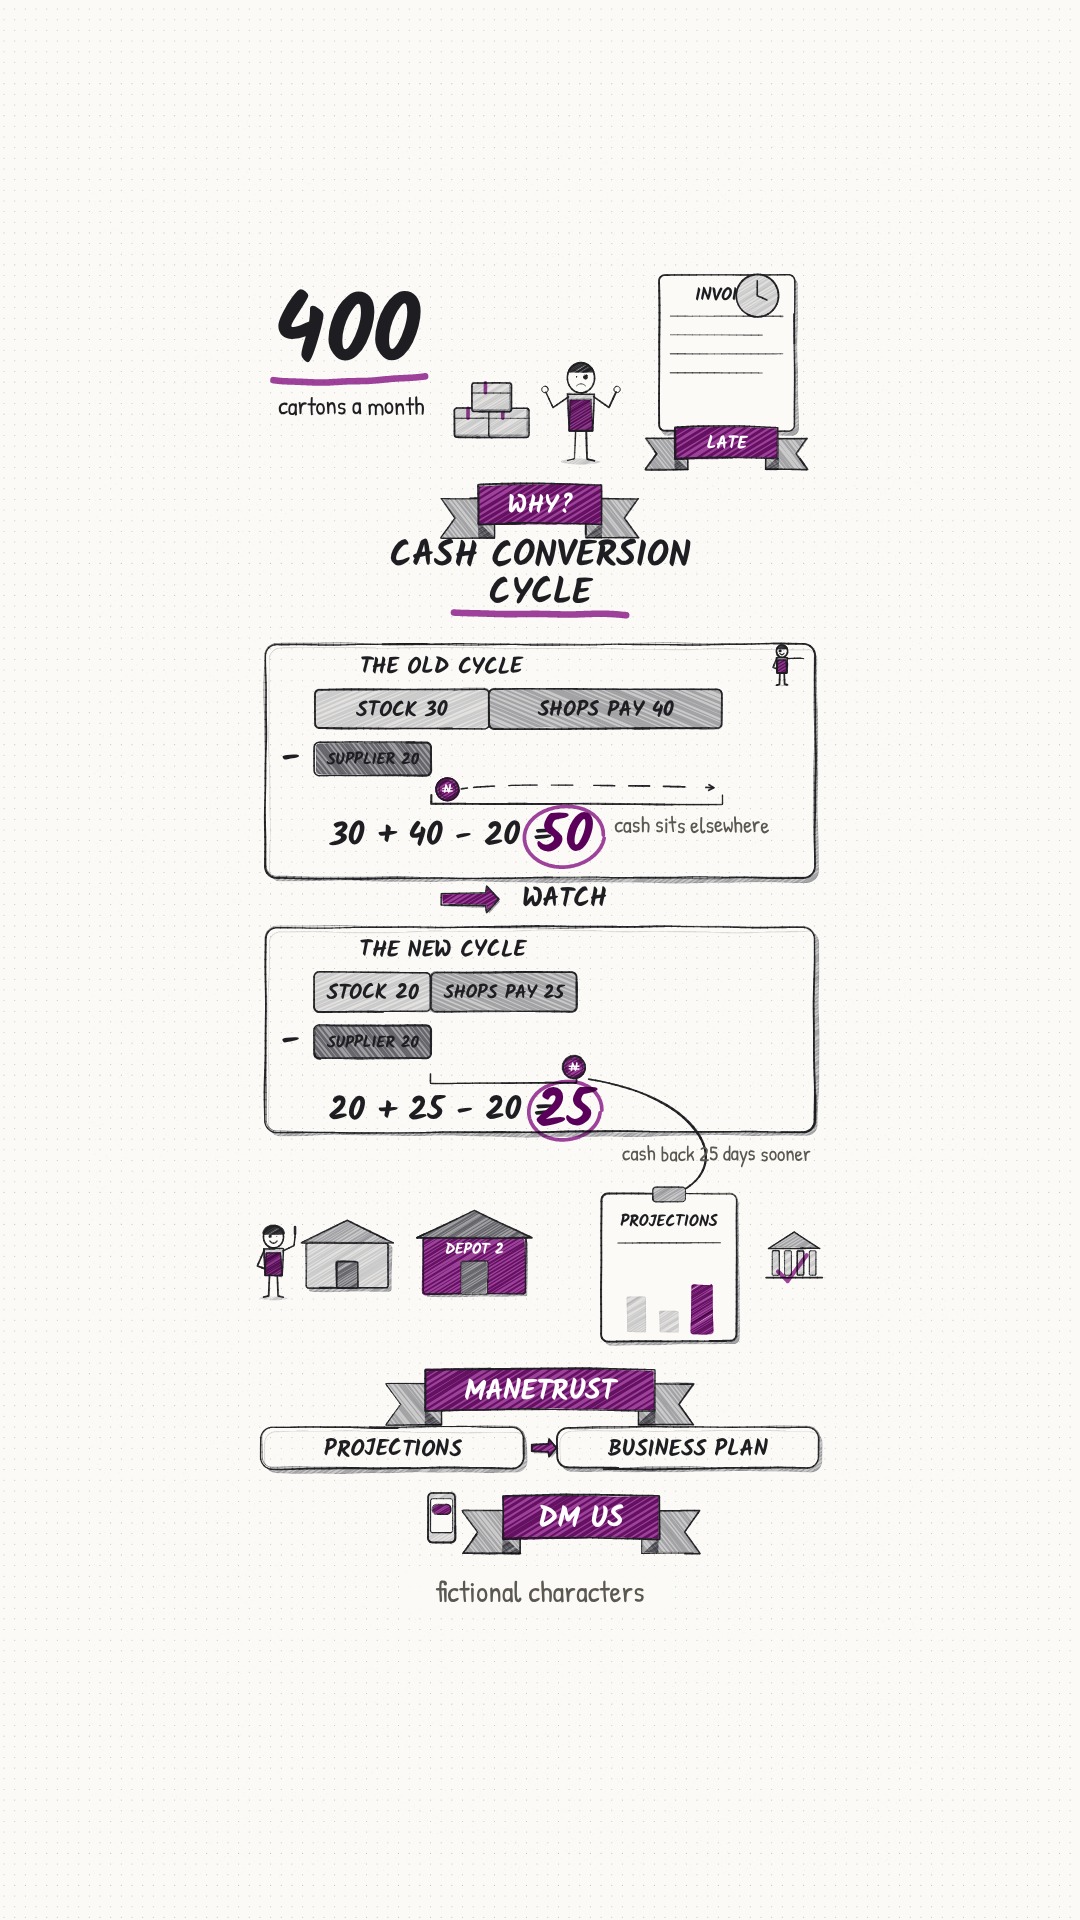 400
cartons a month
INVOI
LATE
WHY?
CASH CONVERSION
CYCLE
THE OLD CYCLE
STOCK 30
SHOPS PAY 40
- SUPPLIER 20
₦
30 + 40 - 20 = 50
cash sits elsewhere
WATCH
THE NEW CYCLE
STOCK 20
SHOPS PAY 25
- SUPPLIER 20
₦
20 + 25 - 20 = 25
cash back 25 days sooner
DEPOT 2
PROJECTIONS
MANETRUST
PROJECTIONS
BUSINESS PLAN
DM US
fictional characters